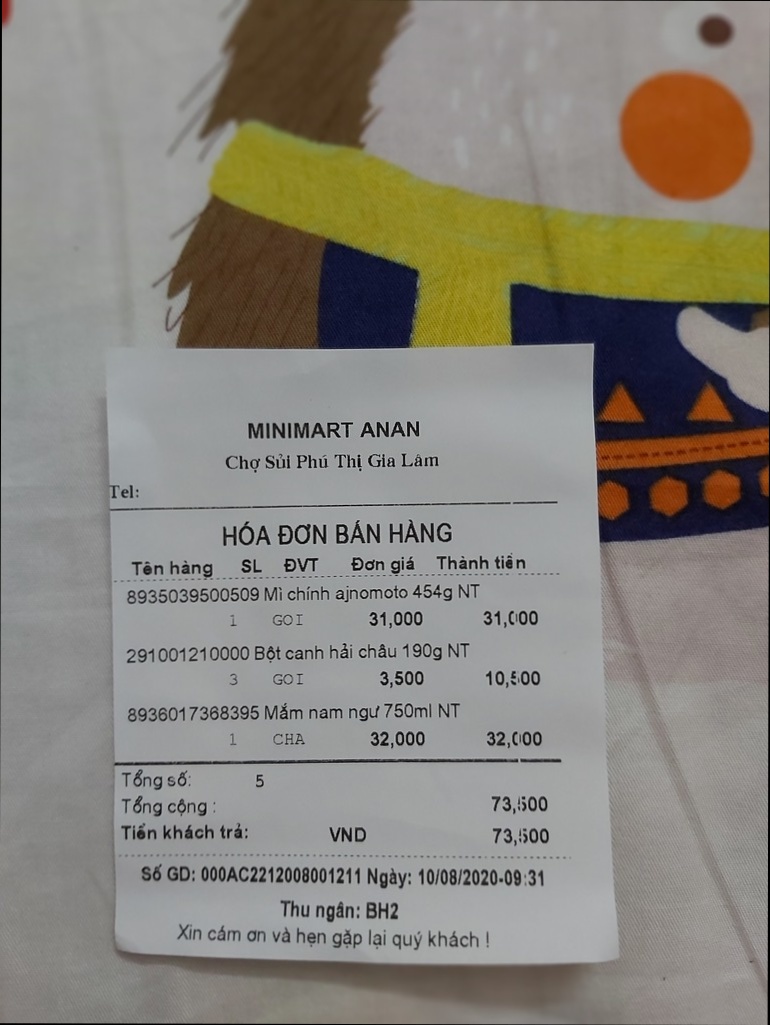 MINIMART ANAN
Chợ Sủi Phú Thị Gia Lâm
Tel:
HÓA ĐƠN BÁN HÀNG
Tên hàng SL ĐVT Đơn giá Thành tiền
8935039500509 Mì chính ajnomoto 454g NT
1 GOI 31,000 31,000
291001210000 Bột canh hải châu 190g NT
3 GOI 3,500 10,500
8936017368395 Mắm nam ngư 750ml NT
1 CHA 32,000 32,000
Tổng số: 5
Tổng cộng : 73,500
Tiền khách trả: VND 73,500
Số GD: 000AC2212008001211 Ngày: 10/08/2020-09:31
Thu ngân: BH2
Xin cám ơn và hẹn gặp lại quý khách !